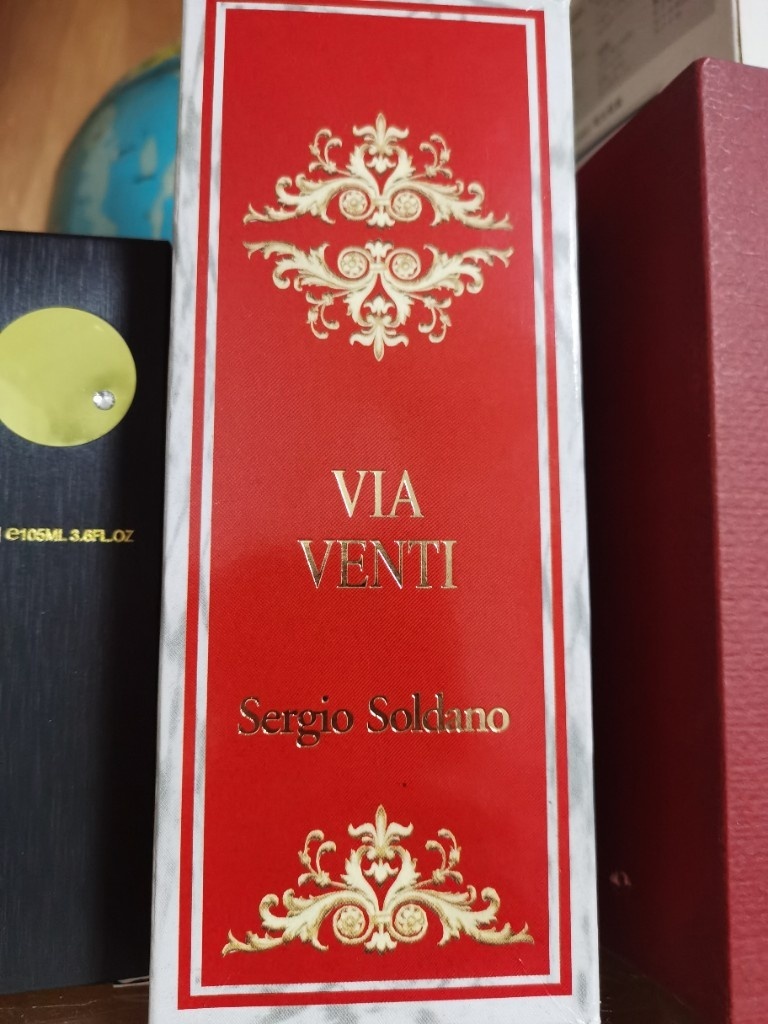 VIA
VENTI
Sergio Soldano
℮105ML 3.6FL.OZ